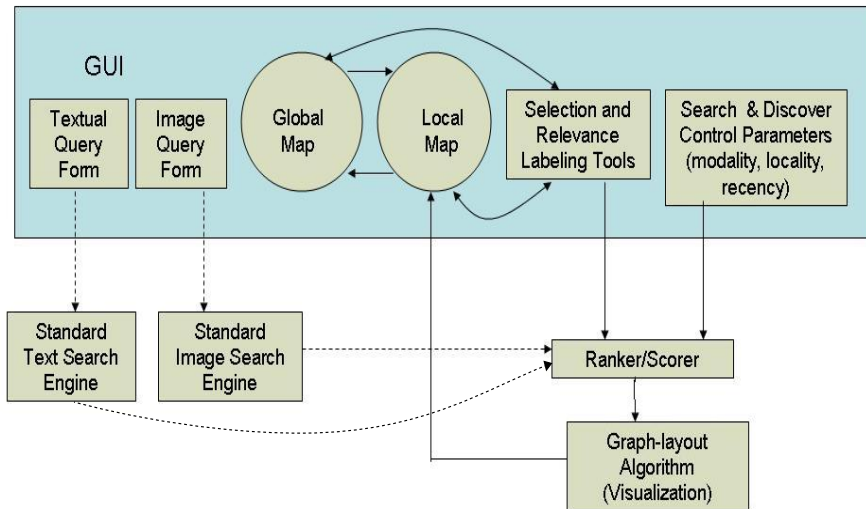 GUI
Textual
Query
Form
Image
Query
Form
Global
Map
Local
Map
Selection and
Relevance
Labeling Tools
Search & Discover
Control Parameters
(modality, locality,
recency)
Standard
Text Search
Engine
Standard
Image Search
Engine
Ranker/Scorer
Graph-layout
Algorithm
(Visualization)